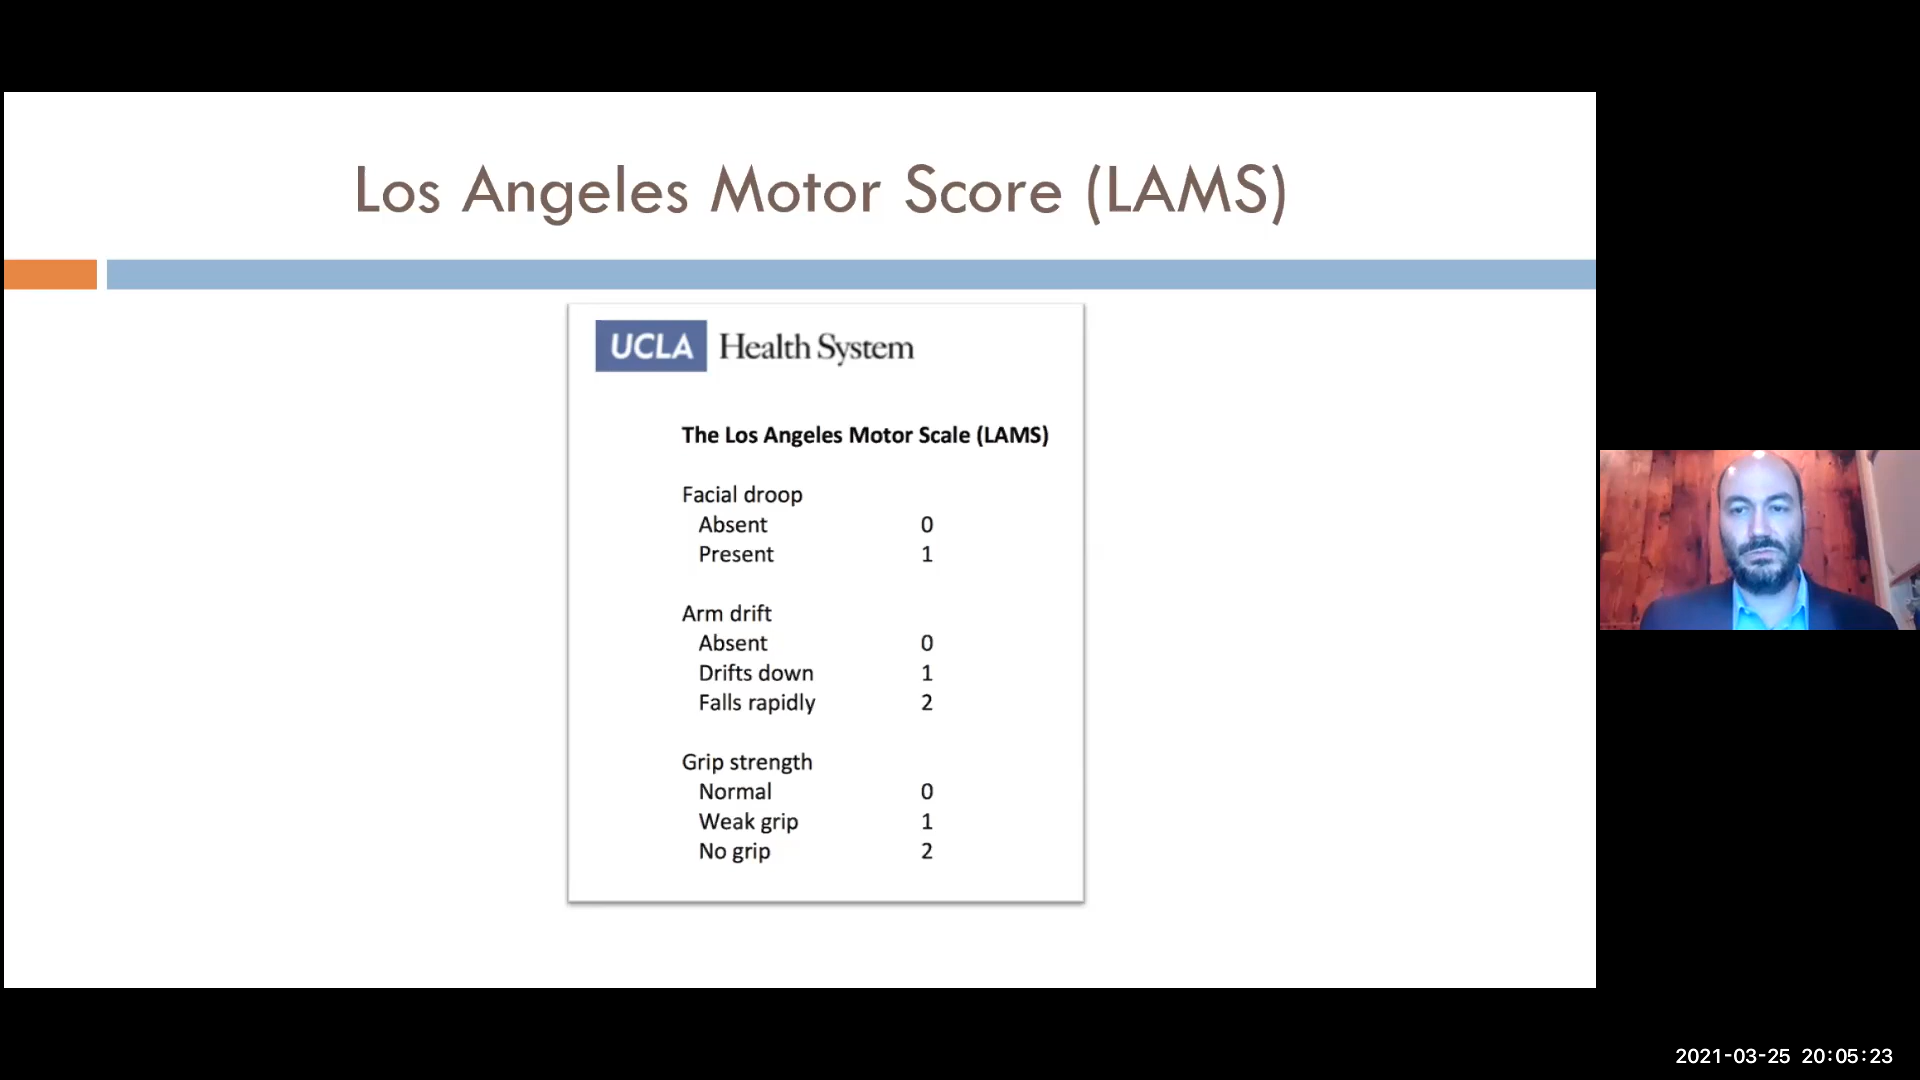 Los Angeles Motor Score (LAMS)
UCLA Health System
The Los Angeles Motor Scale (LAMS)
Facial droop
Absent 0
Present 1
Arm drift
Absent 0
Drifts down 1
Falls rapidly 2
Grip strength
Normal 0
Weak grip 1
No grip 2
2021-03-25 20:05:23